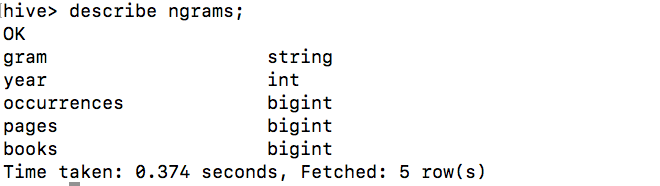 hive> describe ngrams;
OK
gram string
year int
occurrences bigint
pages bigint
books bigint
Time taken: 0.374 seconds, Fetched: 5 row(s)